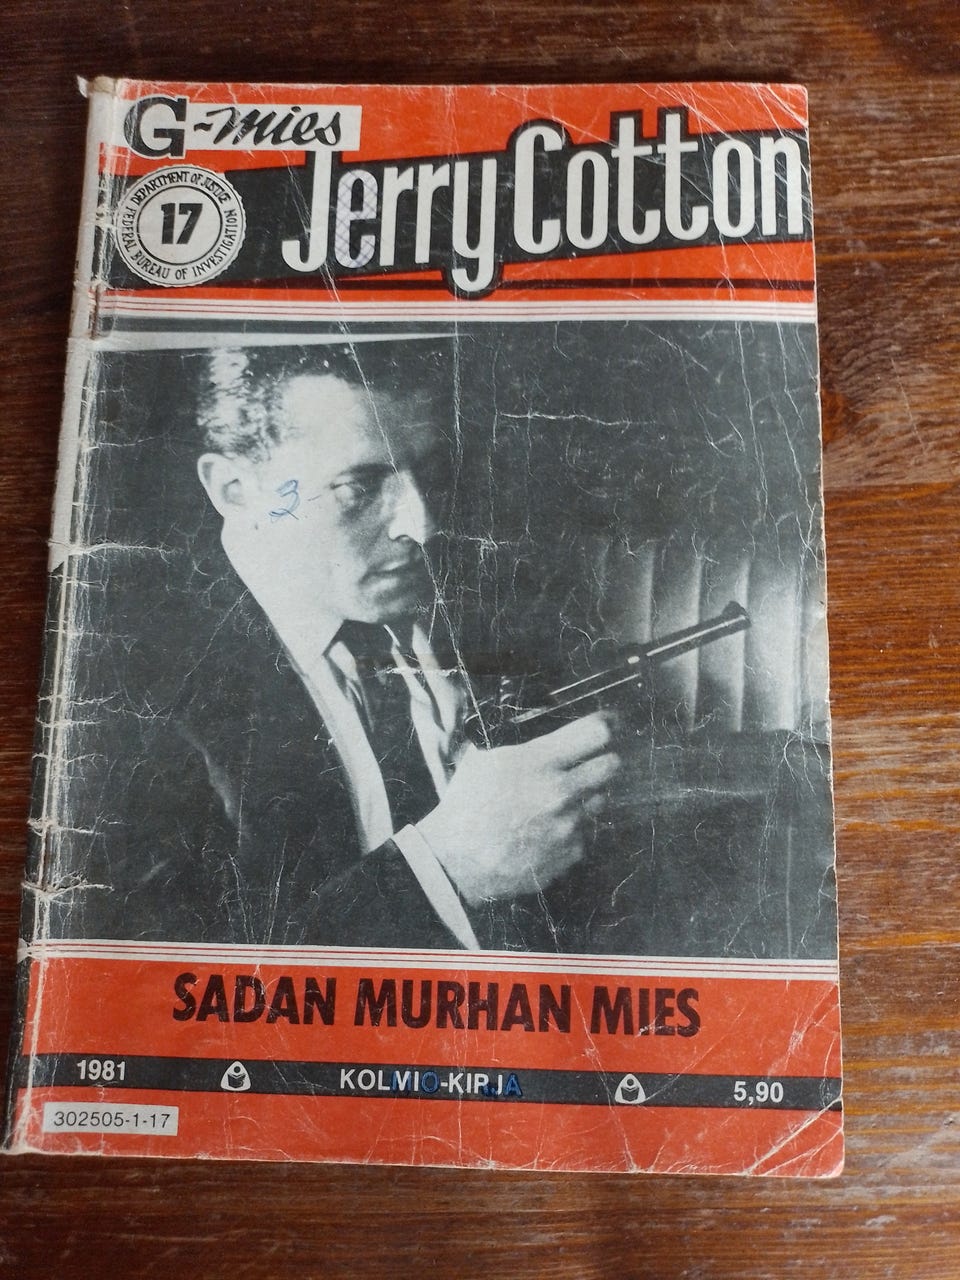 G-mies
Jerry Cotton
DEPARTMENT OF JUSTICE
17
FEDERAL BUREAU OF INVESTIGATION
3-
SADAN MURHAN MIES
1981 KOLMIO-KIRJA 5,90
302505-1-17